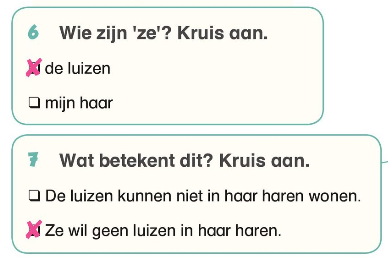 6 Wie zijn 'ze'? Kruis aan.
de luizen
mijn haar
7 Wat betekent dit? Kruis aan.
De luizen kunnen niet in haar haren wonen.
Ze wil geen luizen in haar haren.